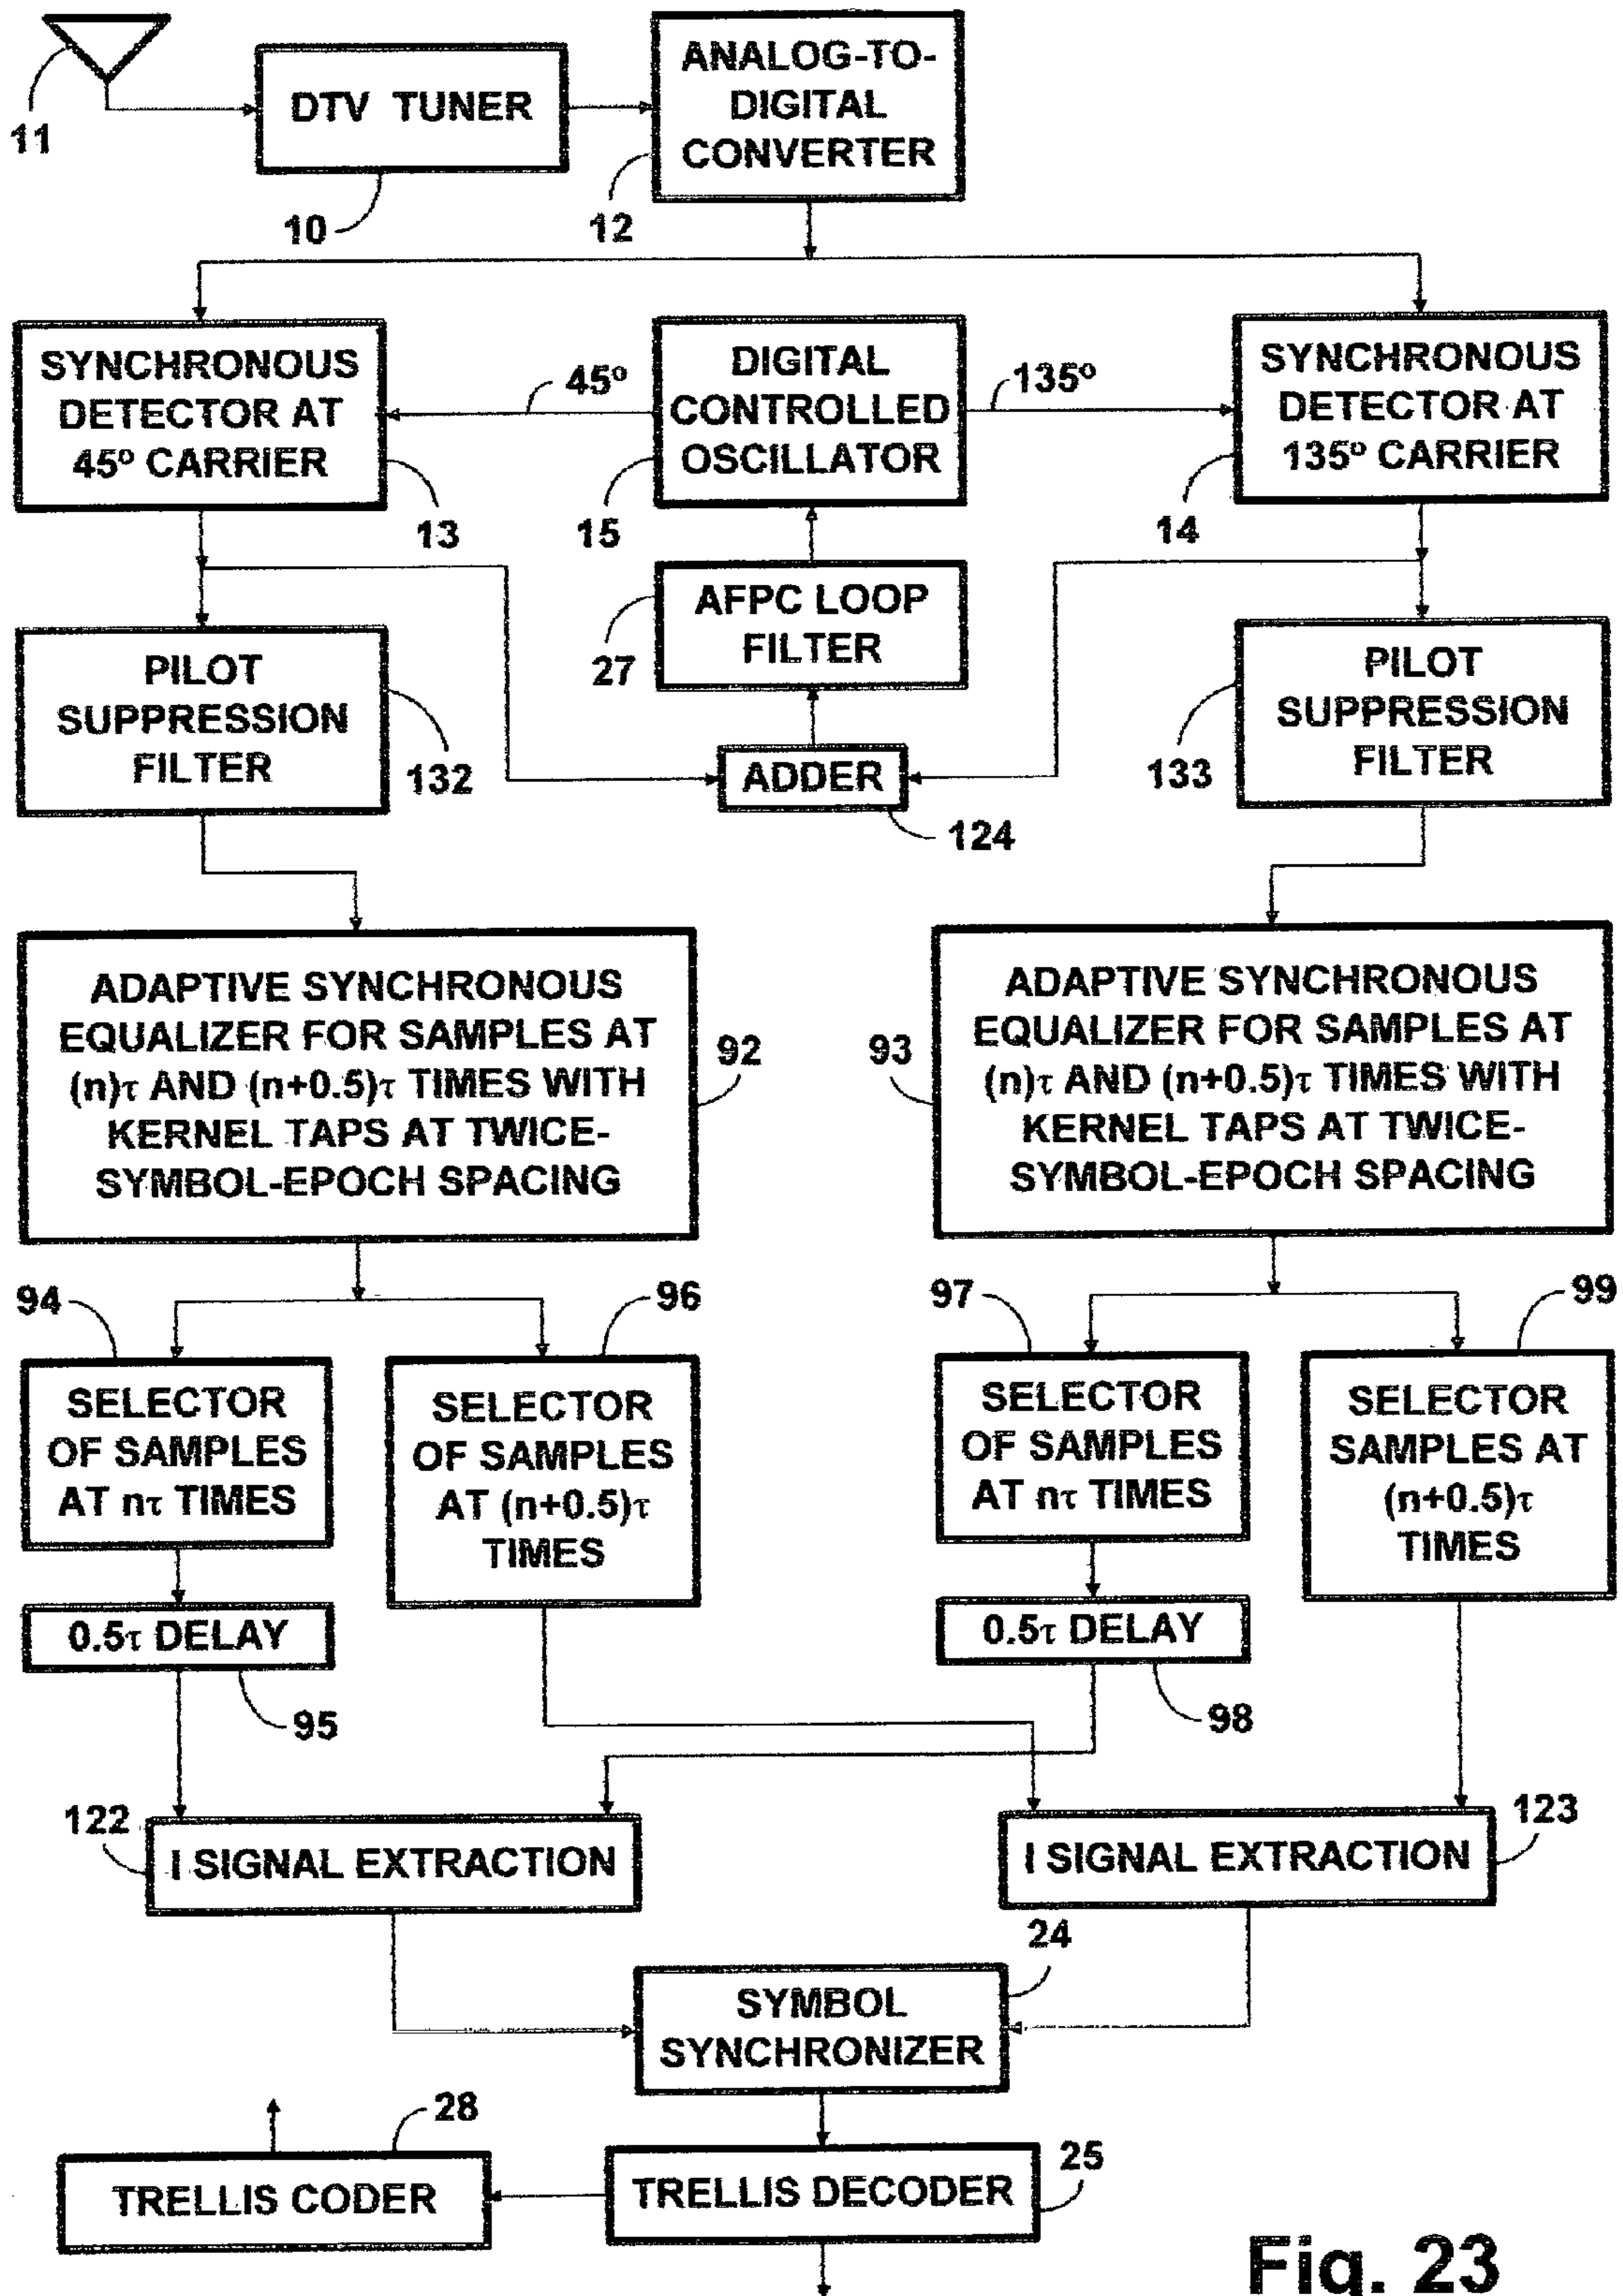 11
DTV TUNER
10
ANALOG-TO-
DIGITAL
CONVERTER
12
SYNCHRONOUS
DETECTOR AT
45º CARRIER
13
45º
DIGITAL
CONTROLLED
OSCILLATOR
15
135º
SYNCHRONOUS
DETECTOR AT
135º CARRIER
14
AFPC LOOP
FILTER
27
PILOT
SUPPRESSION
FILTER
132
ADDER
124
PILOT
SUPPRESSION
FILTER
133
ADAPTIVE SYNCHRONOUS
EQUALIZER FOR SAMPLES AT
(n)τ AND (n+0.5)τ TIMES WITH
KERNEL TAPS AT TWICE-
SYMBOL-EPOCH SPACING
92
93
ADAPTIVE SYNCHRONOUS
EQUALIZER FOR SAMPLES AT
(n)τ AND (n+0.5)τ TIMES WITH
KERNEL TAPS AT TWICE-
SYMBOL-EPOCH SPACING
94
96
97
99
SELECTOR
OF SAMPLES
AT nτ TIMES
SELECTOR
OF SAMPLES
AT (n+0.5)τ
TIMES
SELECTOR
OF SAMPLES
AT nτ TIMES
SELECTOR
SAMPLES AT
(n+0.5)τ
TIMES
0.5τ DELAY
95
0.5τ DELAY
98
122
I SIGNAL EXTRACTION
I SIGNAL EXTRACTION
123
24
SYMBOL
SYNCHRONIZER
28
TRELLIS CODER
TRELLIS DECODER
25
Fig. 23